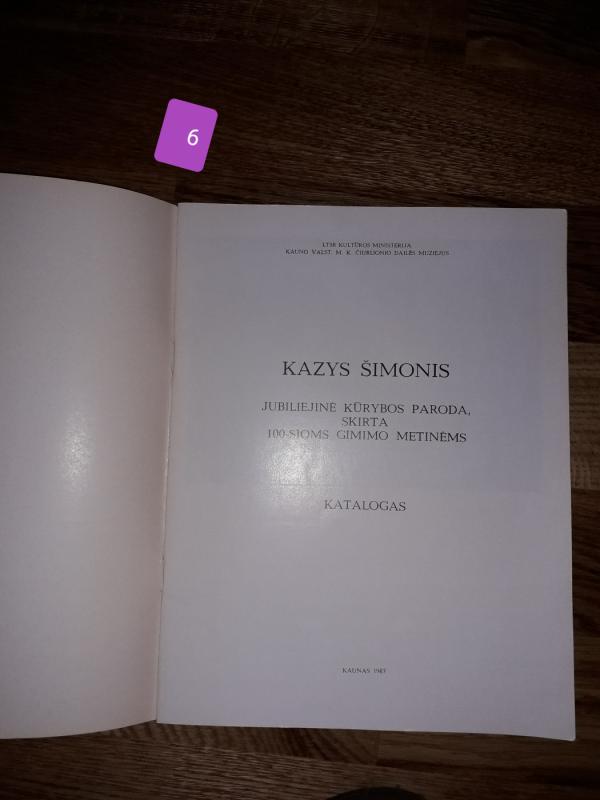 6
LTSR KULTŪROS MINISTERIJA
KAUNO VALST. M. K. ČIURLIONIO DAILĖS MUZIEJUS
KAZYS ŠIMONIS
JUBILIEJINĖ KŪRYBOS PARODA,
SKIRTA
100-SIOMS GIMIMO METINĖMS
KATALOGAS
KAUNAS 1987